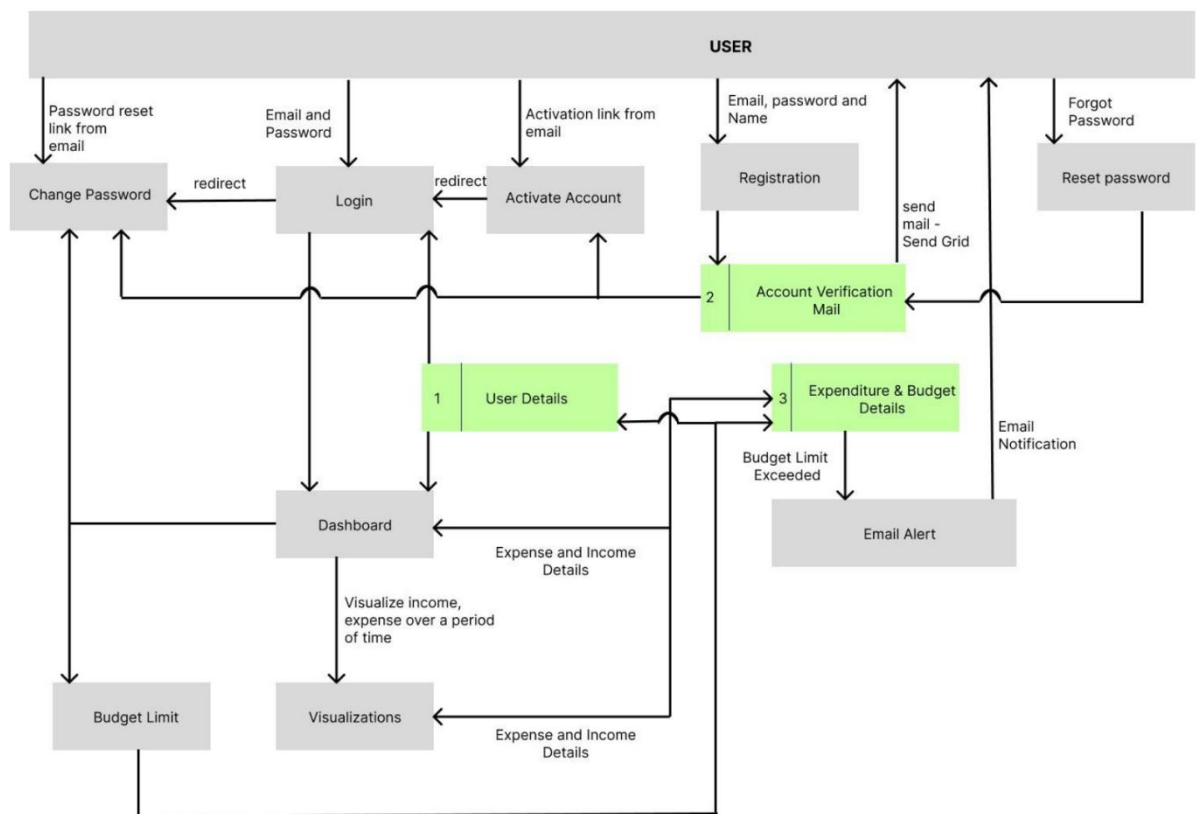 USER
Password reset
link from
email
Email and
Password
Activation link from
email
Email, password and
Name
Forgot
Password
Change Password
redirect
Login
redirect
Activate Account
Registration
send
mail -
Send Grid
Reset password
2
Account Verification
Mail
1
User Details
3
Expenditure & Budget
Details
Budget Limit
Exceeded
Email
Notification
Dashboard
Expense and Income
Details
Email Alert
Visualize income,
expense over a period
of time
Budget Limit
Visualizations
Expense and Income
Details